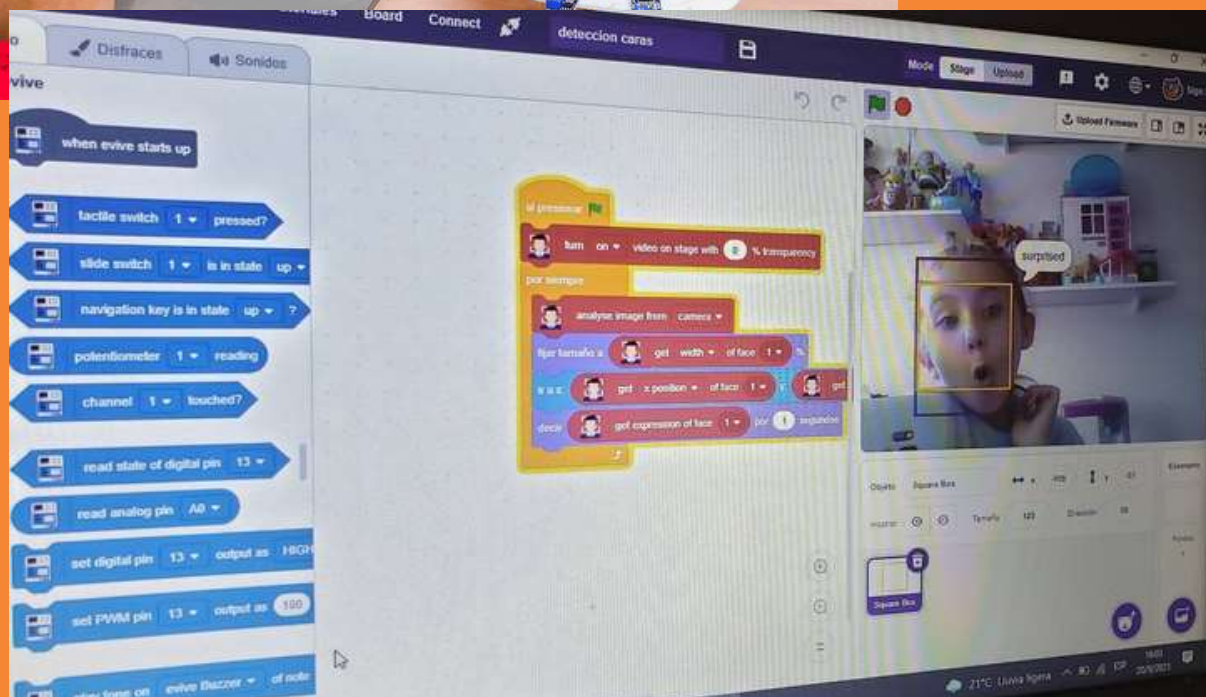 Board
Connect
deteccion caras
Mode
Stage
Upload
Disfraces
Sonidos
Upload Firmware
when evive starts up
tactile switch 1 pressed?
slide switch 1 is in state up
navigation key is in state up ?
potentiometer 1 reading
channel 1 touched?
read state of digital pin 13
read analog pin A0
set digital pin 13 output as HIGH
set PWM pin 13 output as
evive Buzzer of note
al presionar
turn on video on stage with 0 % transparency
por siempre
analyse image from camera
fijar tamaño a get width of face 1 %
get x position of face 1
decir get expression of face 1 por 1 segundos
surprised
Objeto Square Box
Tamaño
Square Box
21°C Lluvia ligera
ESP